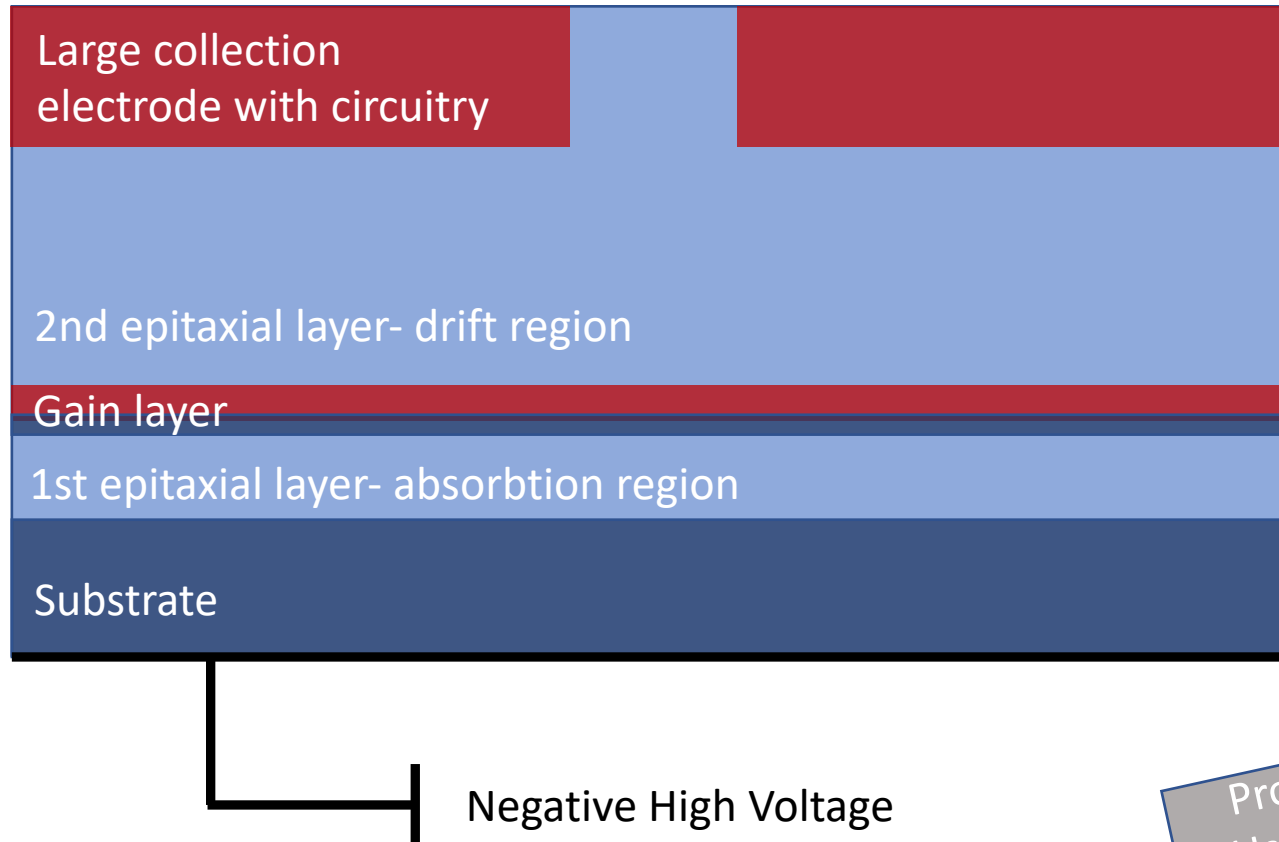 Large collection
electrode with circuitry
2nd epitaxial layer- drift region
Gain layer
1st epitaxial layer- absorbtion region
Substrate
Negative High Voltage